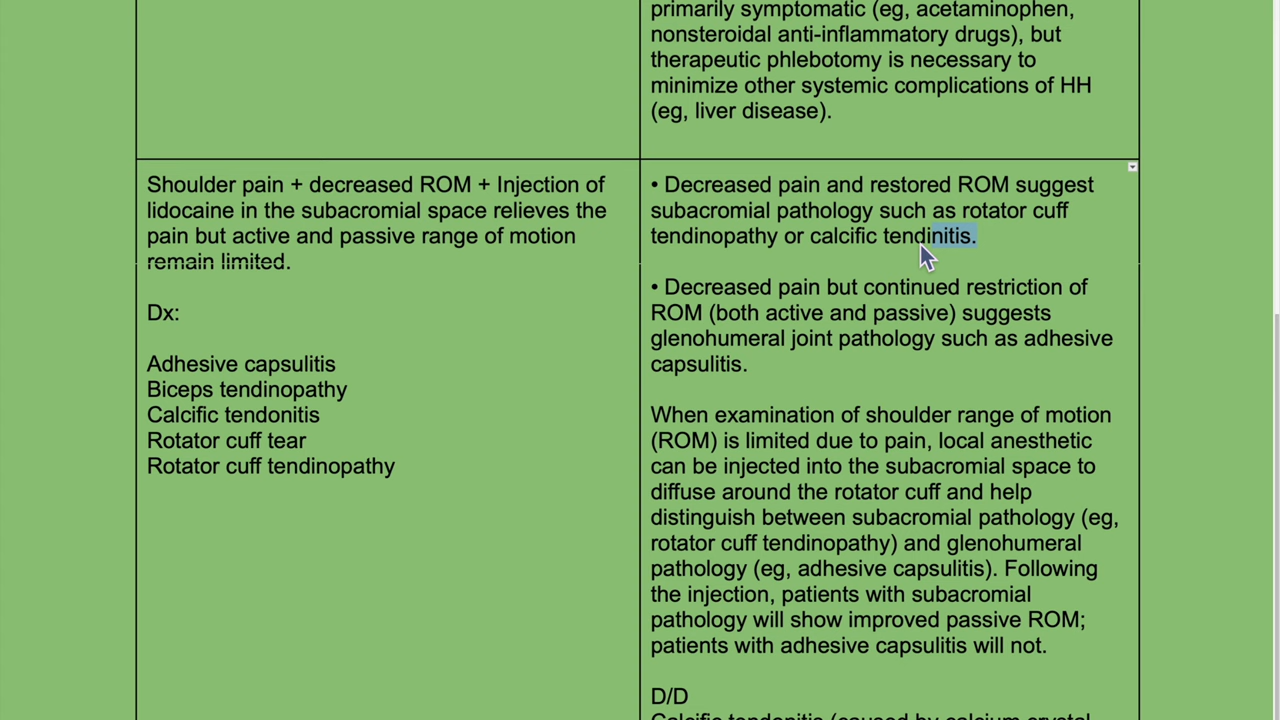 primarily symptomatic (eg, acetaminophen,
nonsteroidal anti-inflammatory drugs), but
therapeutic phlebotomy is necessary to
minimize other systemic complications of HH
(eg, liver disease).
Shoulder pain + decreased ROM + Injection of
lidocaine in the subacromial space relieves the
pain but active and passive range of motion
remain limited.
Dx:
Adhesive capsulitis
Biceps tendinopathy
Calcific tendonitis
Rotator cuff tear
Rotator cuff tendinopathy
• Decreased pain and restored ROM suggest
subacromial pathology such as rotator cuff
tendinopathy or calcific tendinitis.
• Decreased pain but continued restriction of
ROM (both active and passive) suggests
glenohumeral joint pathology such as adhesive
capsulitis.
When examination of shoulder range of motion
(ROM) is limited due to pain, local anesthetic
can be injected into the subacromial space to
diffuse around the rotator cuff and help
distinguish between subacromial pathology (eg,
rotator cuff tendinopathy) and glenohumeral
pathology (eg, adhesive capsulitis). Following
the injection, patients with subacromial
pathology will show improved passive ROM;
patients with adhesive capsulitis will not.
D/D
Calcific tendonitis (caused by calcium crystal